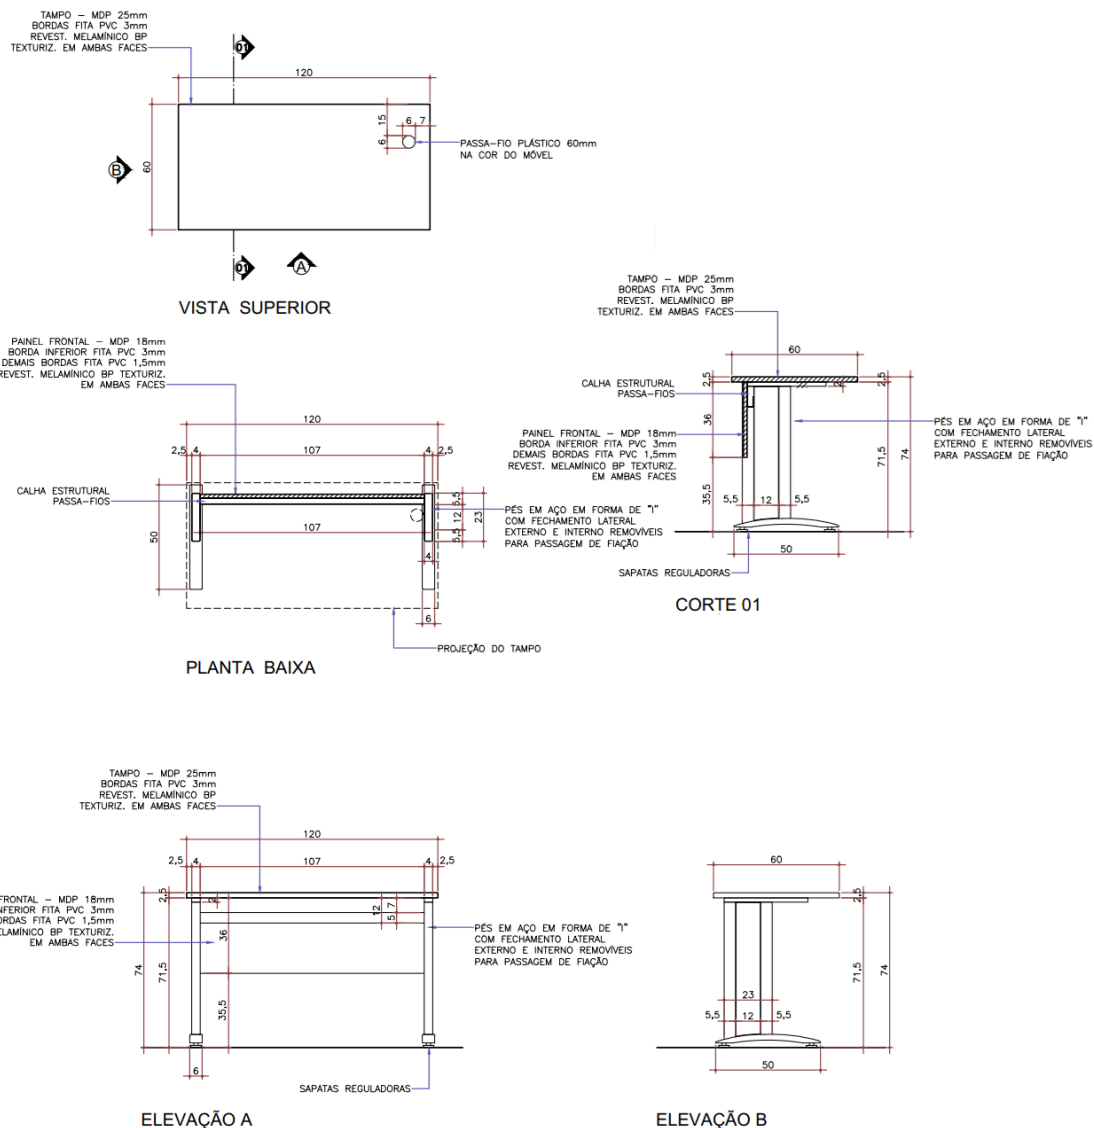 TAMPO – MDP 25mm
BORDAS FITA PVC 3mm
REVEST. MELAMÍNICO BP
TEXTURIZ. EM AMBAS FACES
01
120
15
6 7
6
PASSA-FIO PLÁSTICO 60mm
NA COR DO MÓVEL
B
60
01
A
VISTA SUPERIOR
PAINEL FRONTAL – MDP 18mm
BORDA INFERIOR FITA PVC 3mm
DEMAIS BORDAS FITA PVC 1,5mm
REVEST. MELAMÍNICO BP TEXTURIZ.
EM AMBAS FACES
120
2,5 4 107 4 2,5
CALHA ESTRUTURAL
PASSA-FIOS
50
107
5,5
12
5,5
23
4
6
PÉS EM AÇO EM FORMA DE "I"
COM FECHAMENTO LATERAL
EXTERNO E INTERNO REMOVÍVEIS
PARA PASSAGEM DE FIAÇÃO
PROJEÇÃO DO TAMPO
PLANTA BAIXA
TAMPO – MDP 25mm
BORDAS FITA PVC 3mm
REVEST. MELAMÍNICO BP
TEXTURIZ. EM AMBAS FACES
60
CALHA ESTRUTURAL
PASSA-FIOS
2,5
2
2,5
36
PAINEL FRONTAL – MDP 18mm
BORDA INFERIOR FITA PVC 3mm
DEMAIS BORDAS FITA PVC 1,5mm
REVEST. MELAMÍNICO BP TEXTURIZ.
EM AMBAS FACES
PÉS EM AÇO EM FORMA DE "I"
COM FECHAMENTO LATERAL
EXTERNO E INTERNO REMOVÍVEIS
PARA PASSAGEM DE FIAÇÃO
71,5
74
35,5
5,5 12 5,5
50
SAPATAS REGULADORAS
CORTE 01
TAMPO – MDP 25mm
BORDAS FITA PVC 3mm
REVEST. MELAMÍNICO BP
TEXTURIZ. EM AMBAS FACES
120
2,5 4 107 4 2,5
2,5
2
12
7
5
FRONTAL – MDP 18mm
NFERIOR FITA PVC 3mm
ORDAS FITA PVC 1,5mm
ELAMÍNICO BP TEXTURIZ.
EM AMBAS FACES
36
74
71,5
35,5
6
PÉS EM AÇO EM FORMA DE "I"
COM FECHAMENTO LATERAL
EXTERNO E INTERNO REMOVÍVEIS
PARA PASSAGEM DE FIAÇÃO
SAPATAS REGULADORAS
ELEVAÇÃO A
60
2,5
23
5,5 12 5,5
71,5
74
50
ELEVAÇÃO B